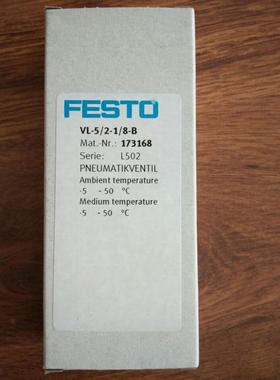 FESTO
VL-5/2-1/8-B
Mat.-Nr.: 173168
Serie: L502
PNEUMATIKVENTIL
Ambient temperature
-5 - 50 °C
Medium temperature
-5 - 50 °C